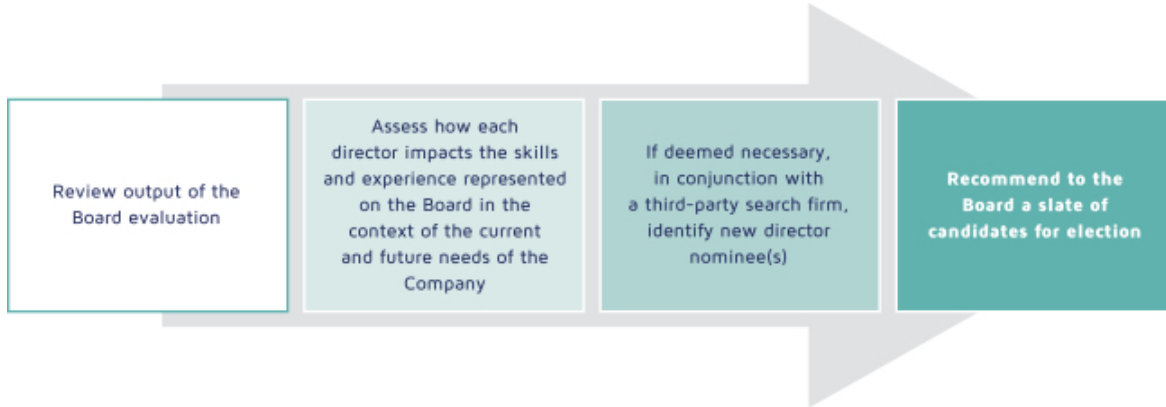 Review output of the
Board evaluation
Assess how each
director impacts the skills
and experience represented
on the Board in the
context of the current
and future needs of the
Company
If deemed necessary,
in conjunction with
a third-party search firm,
identify new director
nominee(s)
Recommend to the
Board a slate of
candidates for election